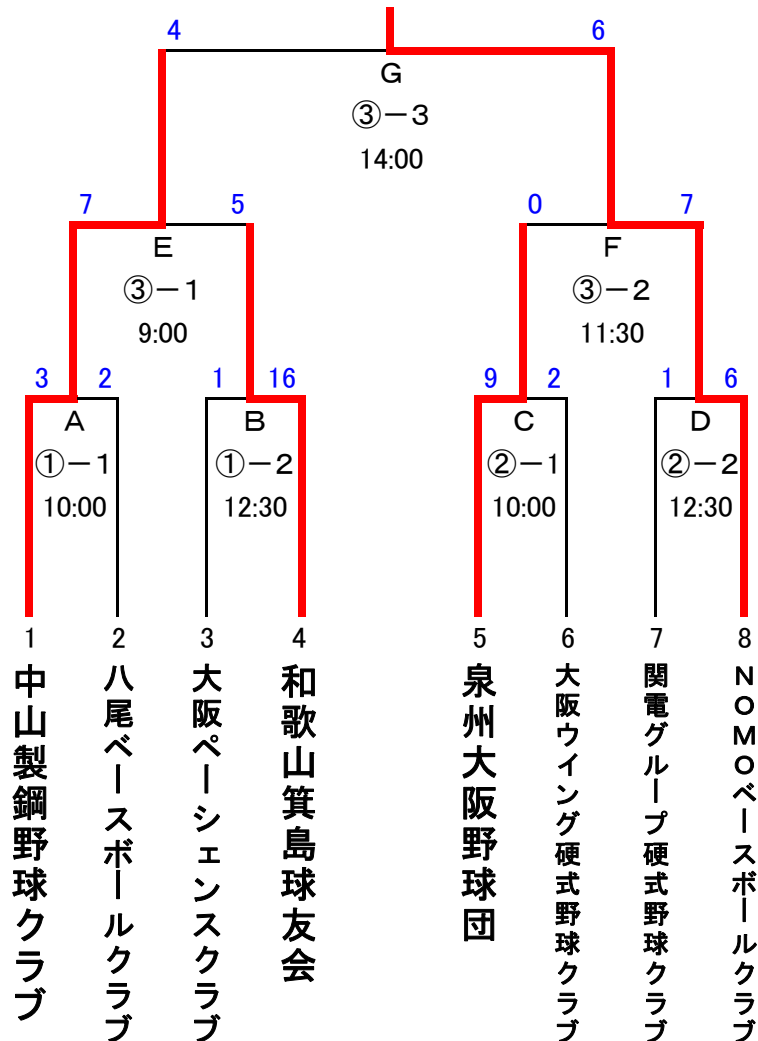 4 6
G
③－3
14:00
7 5 0 7
E F
③－1 ③－2
9:00 11:30
3 2 1 16 9 2 1 6
A B C D
①－1 ①－2 ②－1 ②－2
10:00 12:30 10:00 12:30
1 2 3 4 5 6 7 8
中山製鋼野球クラブ
八尾ベースボールクラブ
大阪ペーシェンスクラブ
和歌山箕島球友会
泉州大阪野球団
大阪ウイング硬式野球クラブ
関電グループ硬式野球クラブ
ＮＯＭＯベースボールクラブ